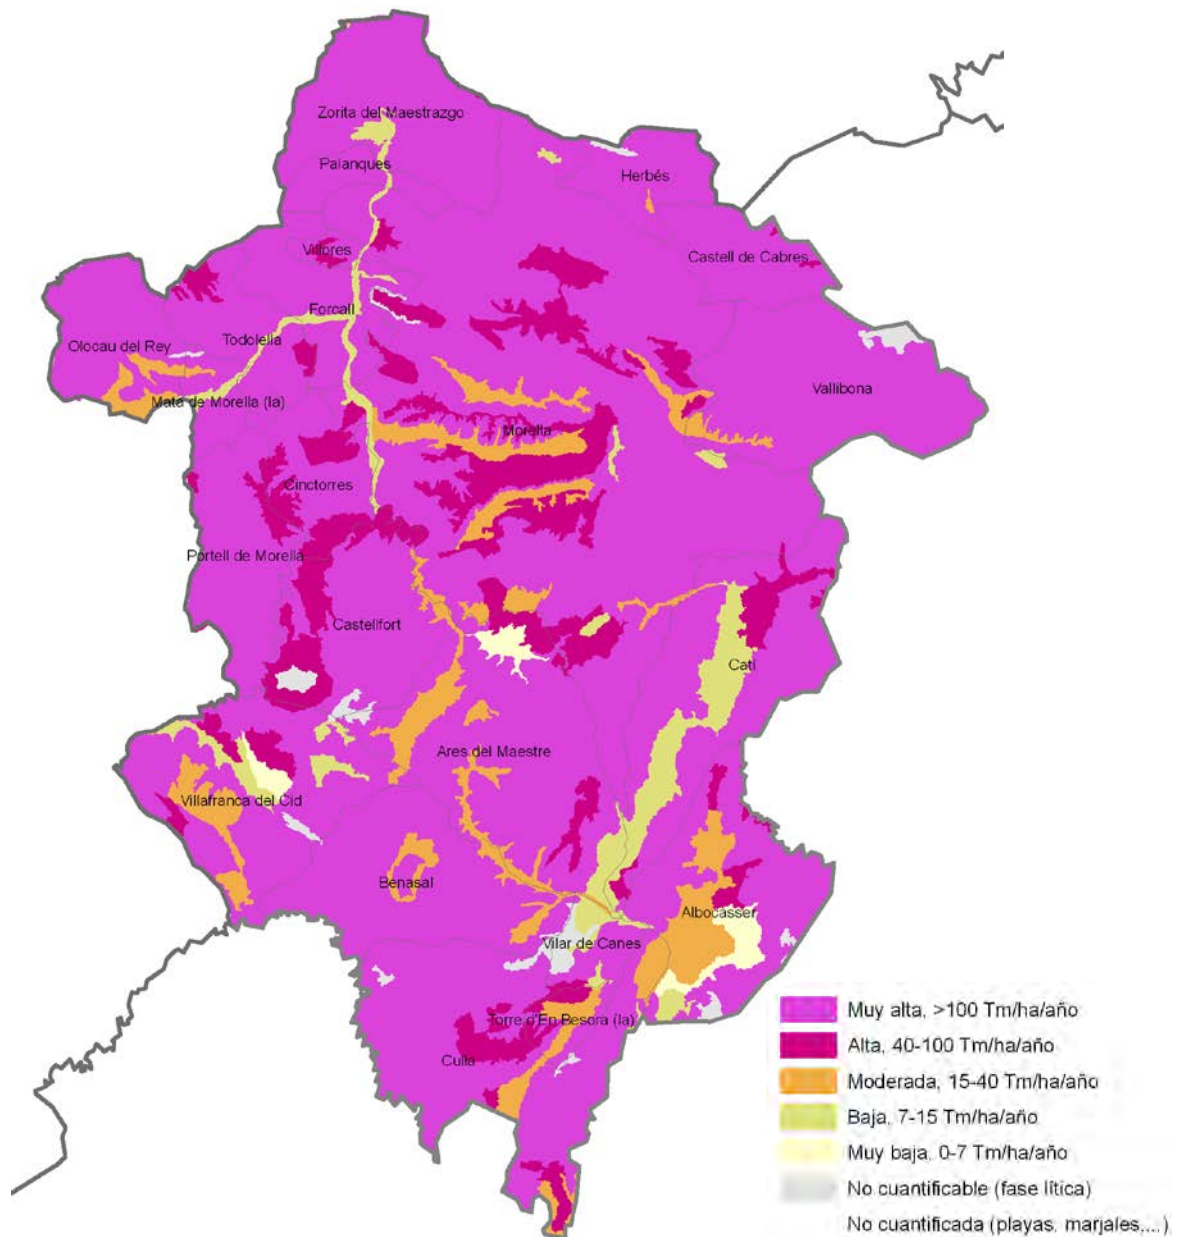 Zorita del Maestrazgo
Palanques
Herbés
Villores
Castell de Cabres
Forcall
Todolella
Olocau del Rey
Vallibona
Mata de Morella (la)
Morella
Cinctorres
Portell de Morella
Castellfort
Catí
Ares del Maestre
Villafranca del Cid
Benasal
Albocasser
Vilar de Canes
Torre d'En Besora (la)
Culla
Muy alta, >100 Tm/ha/año
Alta, 40-100 Tm/ha/año
Moderada, 15-40 Tm/ha/año
Baja, 7-15 Tm/ha/año
Muy baja, 0-7 Tm/ha/año
No cuantificable (fase lítica)
No cuantificada (playas, marjales,...)